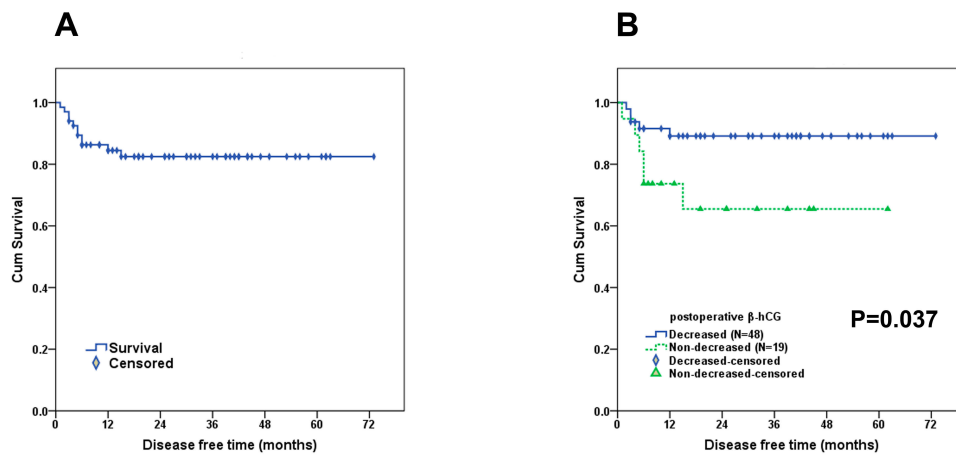 A
1.0
0.8
0.6
0.4
0.2
0.0
Cum Survival
Survival
Censored
0 12 24 36 48 60 72
Disease free time (months)
B
1.0
0.8
0.6
0.4
0.2
0.0
Cum Survival
postoperative β-hCG
Decreased (N=48)
Non-decreased (N=19)
Decreased-censored
Non-decreased-censored
P=0.037
0 12 24 36 48 60 72
Disease free time (months)